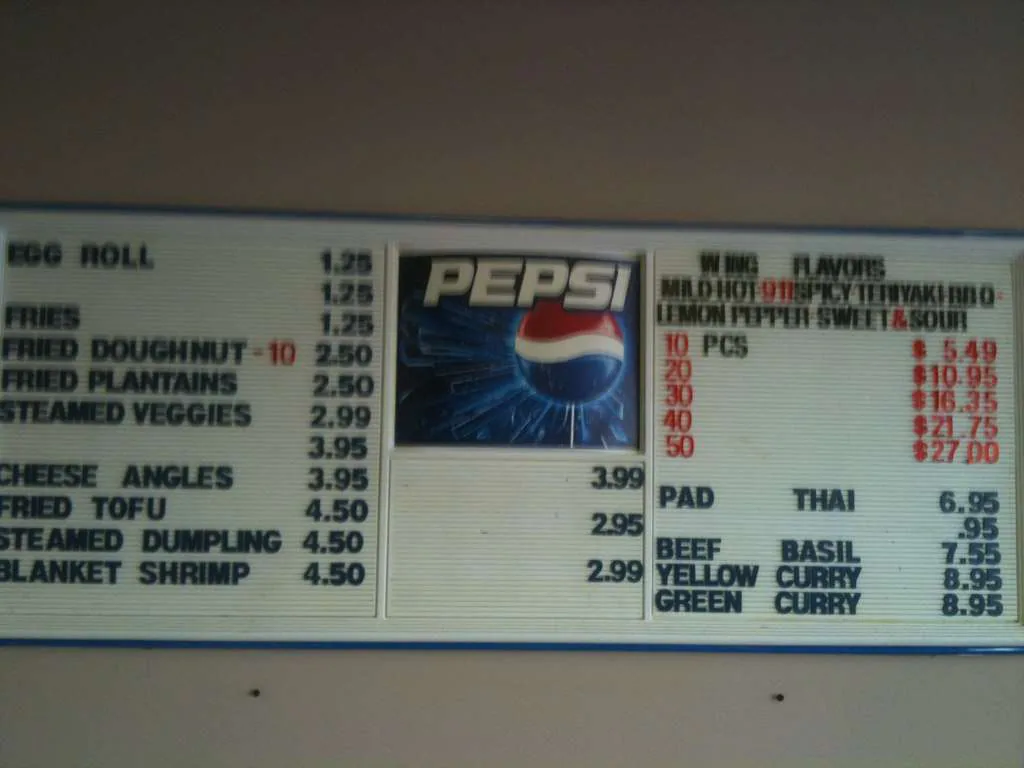 EGG ROLL 1.25
1.25
FRIES 1.25
FRIED DOUGHNUT - 10 2.50
FRIED PLANTAINS 2.50
STEAMED VEGGIES 2.99
3.95
CHEESE ANGLES 3.95
FRIED TOFU 4.50
STEAMED DUMPLING 4.50
BLANKET SHRIMP 4.50
PEPSI
3.99
2.95
2.99
WING FLAVORS
MILD HOT-911 SPICY-TERIYAKI-BBQ-
LEMON PEPPER-SWEET & SOUR
10 PCS $ 5.49
20 $10.95
30 $16.35
40 $21.75
50 $27.00
PAD THAI 6.95
.95
BEEF BASIL 7.55
YELLOW CURRY 8.95
GREEN CURRY 8.95